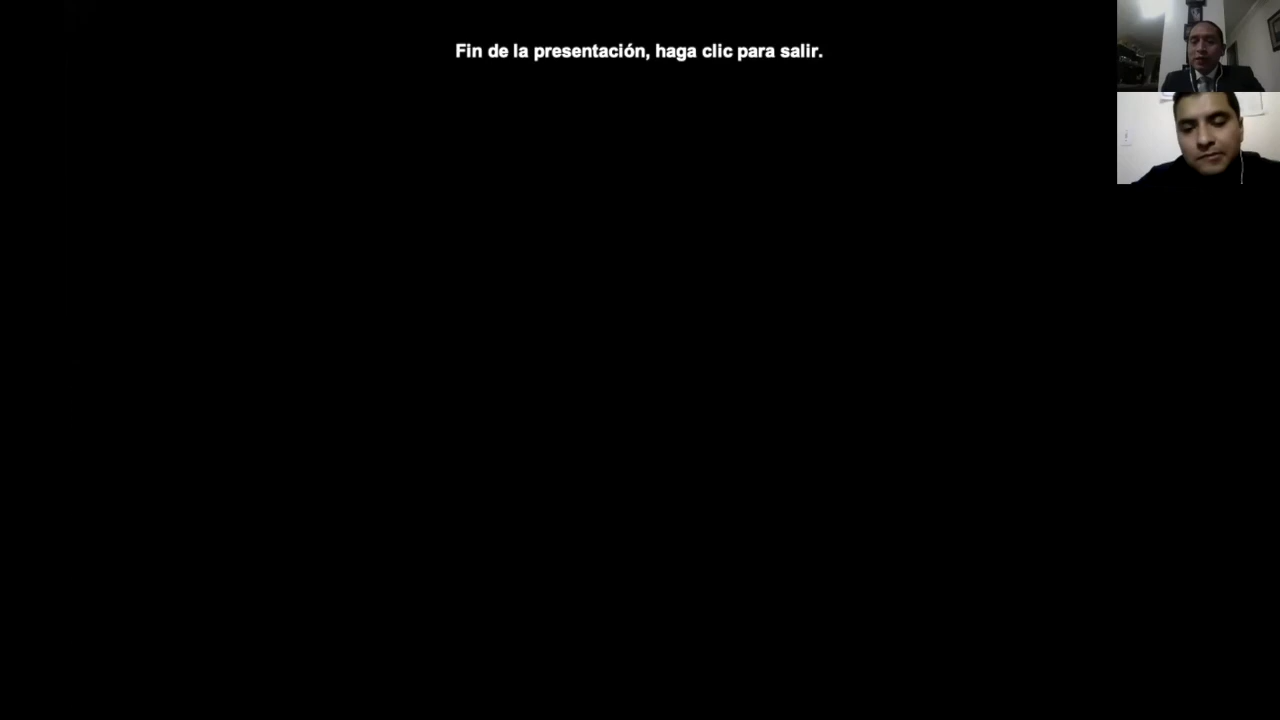 Fin de la presentación, haga clic para salir.